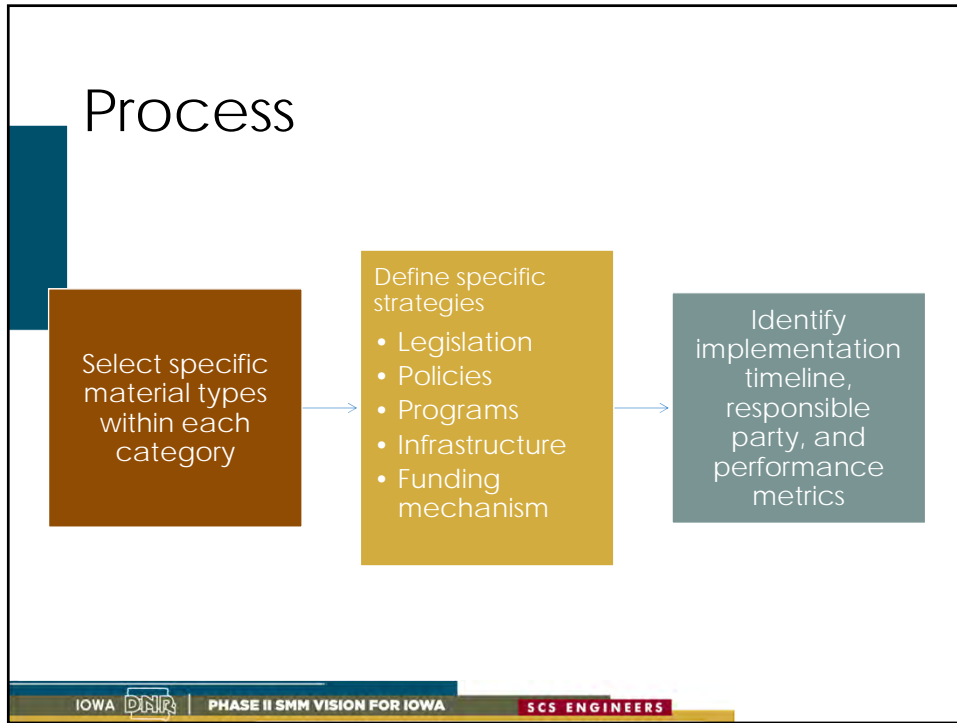 Process
Select specific
material types
within each
category
Define specific
strategies
• Legislation
• Policies
• Programs
• Infrastructure
• Funding
mechanism
Identify
implementation
timeline,
responsible
party, and
performance
metrics
IOWA DNR | PHASE II SMM VISION FOR IOWA SCS ENGINEERS